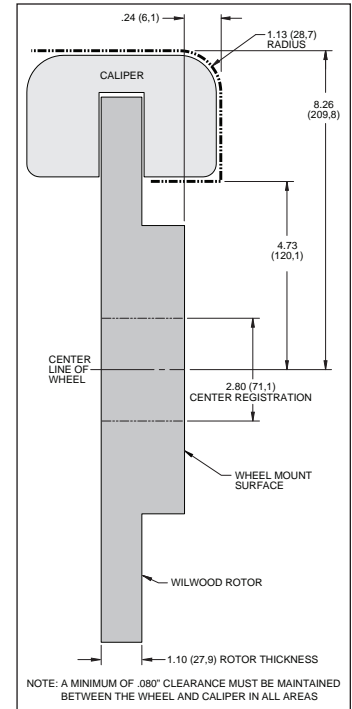 .24 (6,1)
1.13 (28,7)
RADIUS
CALIPER
8.26
(209,8)
4.73
(120,1)
CENTER
LINE OF
WHEEL
2.80 (71,1)
CENTER REGISTRATION
WHEEL MOUNT
SURFACE
WILWOOD ROTOR
1.10 (27,9) ROTOR THICKNESS
NOTE: A MINIMUM OF .080" CLEARANCE MUST BE MAINTAINED
BETWEEN THE WHEEL AND CALIPER IN ALL AREAS